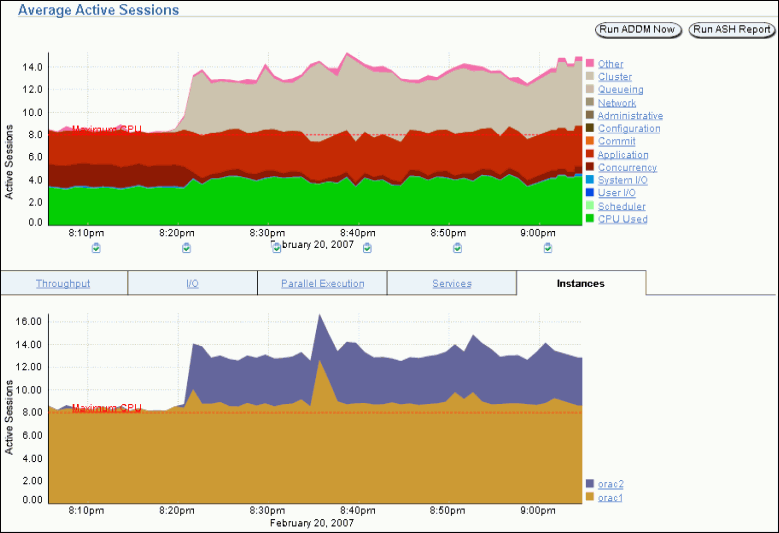 Average Active Sessions
Run ADDM Now
Run ASH Report
14.0
12.0
10.0
8.0
6.0
4.0
2.0
0.0
Active Sessions
Maximum CPU
8:10pm
8:20pm
8:30pm
8:40pm
8:50pm
9:00pm
February 20, 2007
Other
Cluster
Queueing
Network
Administrative
Configuration
Commit
Application
Concurrency
System I/O
User I/O
Scheduler
CPU Used
Throughput
I/O
Parallel Execution
Services
Instances
16.00
14.00
12.00
10.00
8.00
6.00
4.00
2.00
0.00
Active Sessions
Maximum CPU
8:10pm
8:20pm
8:30pm
8:40pm
8:50pm
9:00pm
February 20, 2007
orac2
orac1